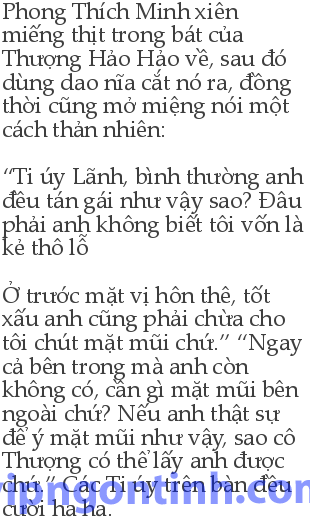 Phong Thích Minh xiên
miếng thịt trong bát của
Thượng Hảo Hảo về, sau đó
dùng dao nĩa cắt nó ra, đồng
thời cũng mở miệng nói một
cách thản nhiên:
“Ti úy Lãnh, bình thường anh
đều tán gái như vậy sao? Đâu
phải anh không biết tôi vốn là
kẻ thô lỗ
Ở trước mặt vị hôn thê, tốt
xấu anh cũng phải chừa cho
tôi chút mặt mũi chứ.” “Ngay
cả bên trong mà anh còn
không có, cần gì mặt mũi bên
ngoài chứ? Nếu anh thật sự
để ý mặt mũi như vậy, sao cô
Thượng có thể lấy anh được
chứ.” Các Ti úy trên bàn đều
cười ha ha.